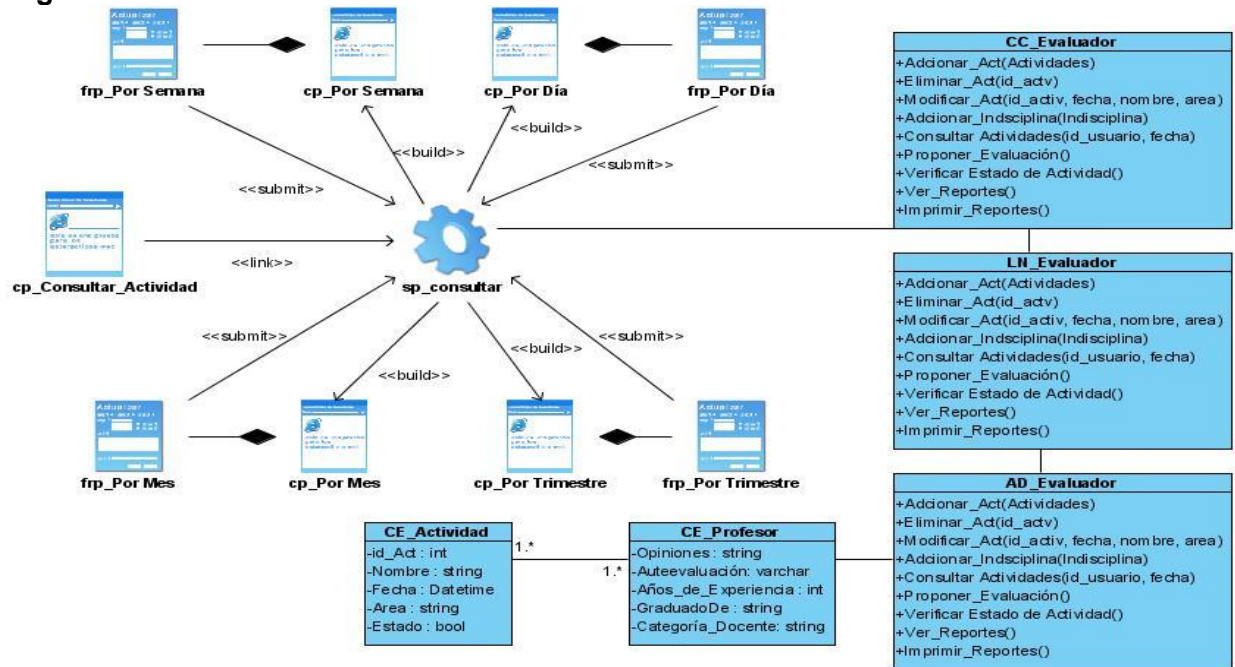 Actualizar
Actualizar
frp_Por Semana
cp_Por Semana
cp_Por Día
frp_Por Día
<<build>>
<<build>>
<<submit>>
<<submit>>
<<link>>
cp_Consultar_Actividad
sp_consultar
<<submit>>
<<submit>>
<<build>>
<<build>>
Actualizar
Actualizar
frp_Por Mes
cp_Por Mes
cp_Por Trimestre
frp_Por Trimestre
CC_Evaluador
+Adcionar_Act(Actividades)
+Eliminar_Act(id_actv)
+Modificar_Act(id_activ, fecha, nombre, area)
+Adcionar_Indsciplina(Indisciplina)
+Consultar Actividades(id_usuario, fecha)
+Proponer_Evaluación()
+Verificar Estado de Actividad()
+Ver_Reportes()
+Imprimir_Reportes()
LN_Evaluador
+Adcionar_Act(Actividades)
+Eliminar_Act(id_actv)
+Modificar_Act(id_activ, fecha, nombre, area)
+Adcionar_Indsciplina(Indisciplina)
+Consultar Actividades(id_usuario, fecha)
+Proponer_Evaluación()
+Verificar Estado de Actividad()
+Ver_Reportes()
+Imprimir_Reportes()
AD_Evaluador
+Adcionar_Act(Actividades)
+Eliminar_Act(id_actv)
+Modificar_Act(id_activ, fecha, nombre, area)
+Adcionar_Indsciplina(Indisciplina)
+Consultar Actividades(id_usuario, fecha)
+Proponer_Evaluación()
+Verificar Estado de Actividad()
+Ver_Reportes()
+Imprimir_Reportes()
CE_Actividad
-id_Act : int
-Nombre : string
-Fecha : Datetime
-Area : string
-Estado : bool
1.*
1.*
CE_Profesor
-Opiniones : string
-Auteevaluación: varchar
-Años_de_Experiencia : int
-GraduadoDe : string
-Categoría_Docente: string